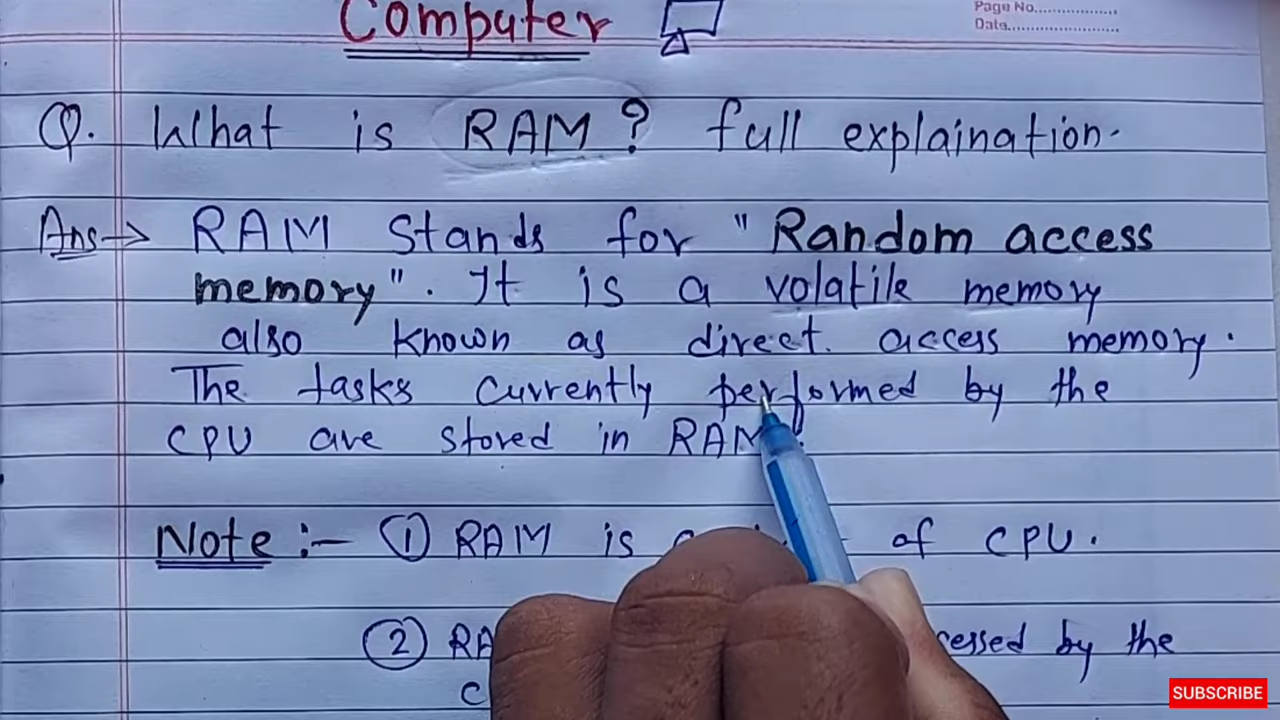 Computer
Page No.
Date
Q. What is RAM? full explaination.
Ans→ RAM stands for "Random access
memory". It is a volatile memory
also known as direct access memory.
The tasks currently performed by the
CPU are stored in RAM.
Note :- ① RAM is of CPU.
② by the
SUBSCRIBE